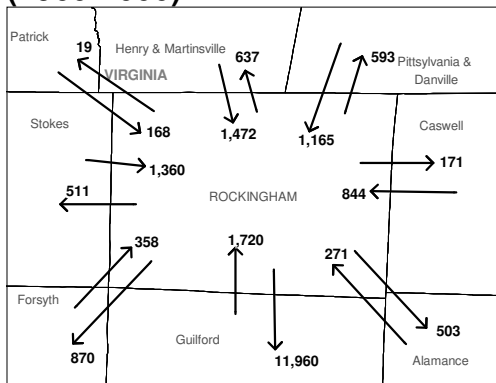 Patrick
19
Henry & Martinsville
637
593
Pittsylvania &
Danville
VIRGINIA
Stokes
168
1,472
1,165
Caswell
1,360
171
511
ROCKINGHAM
844
358
1,720
271
Forsyth
870
Guilford
11,960
503
Alamance